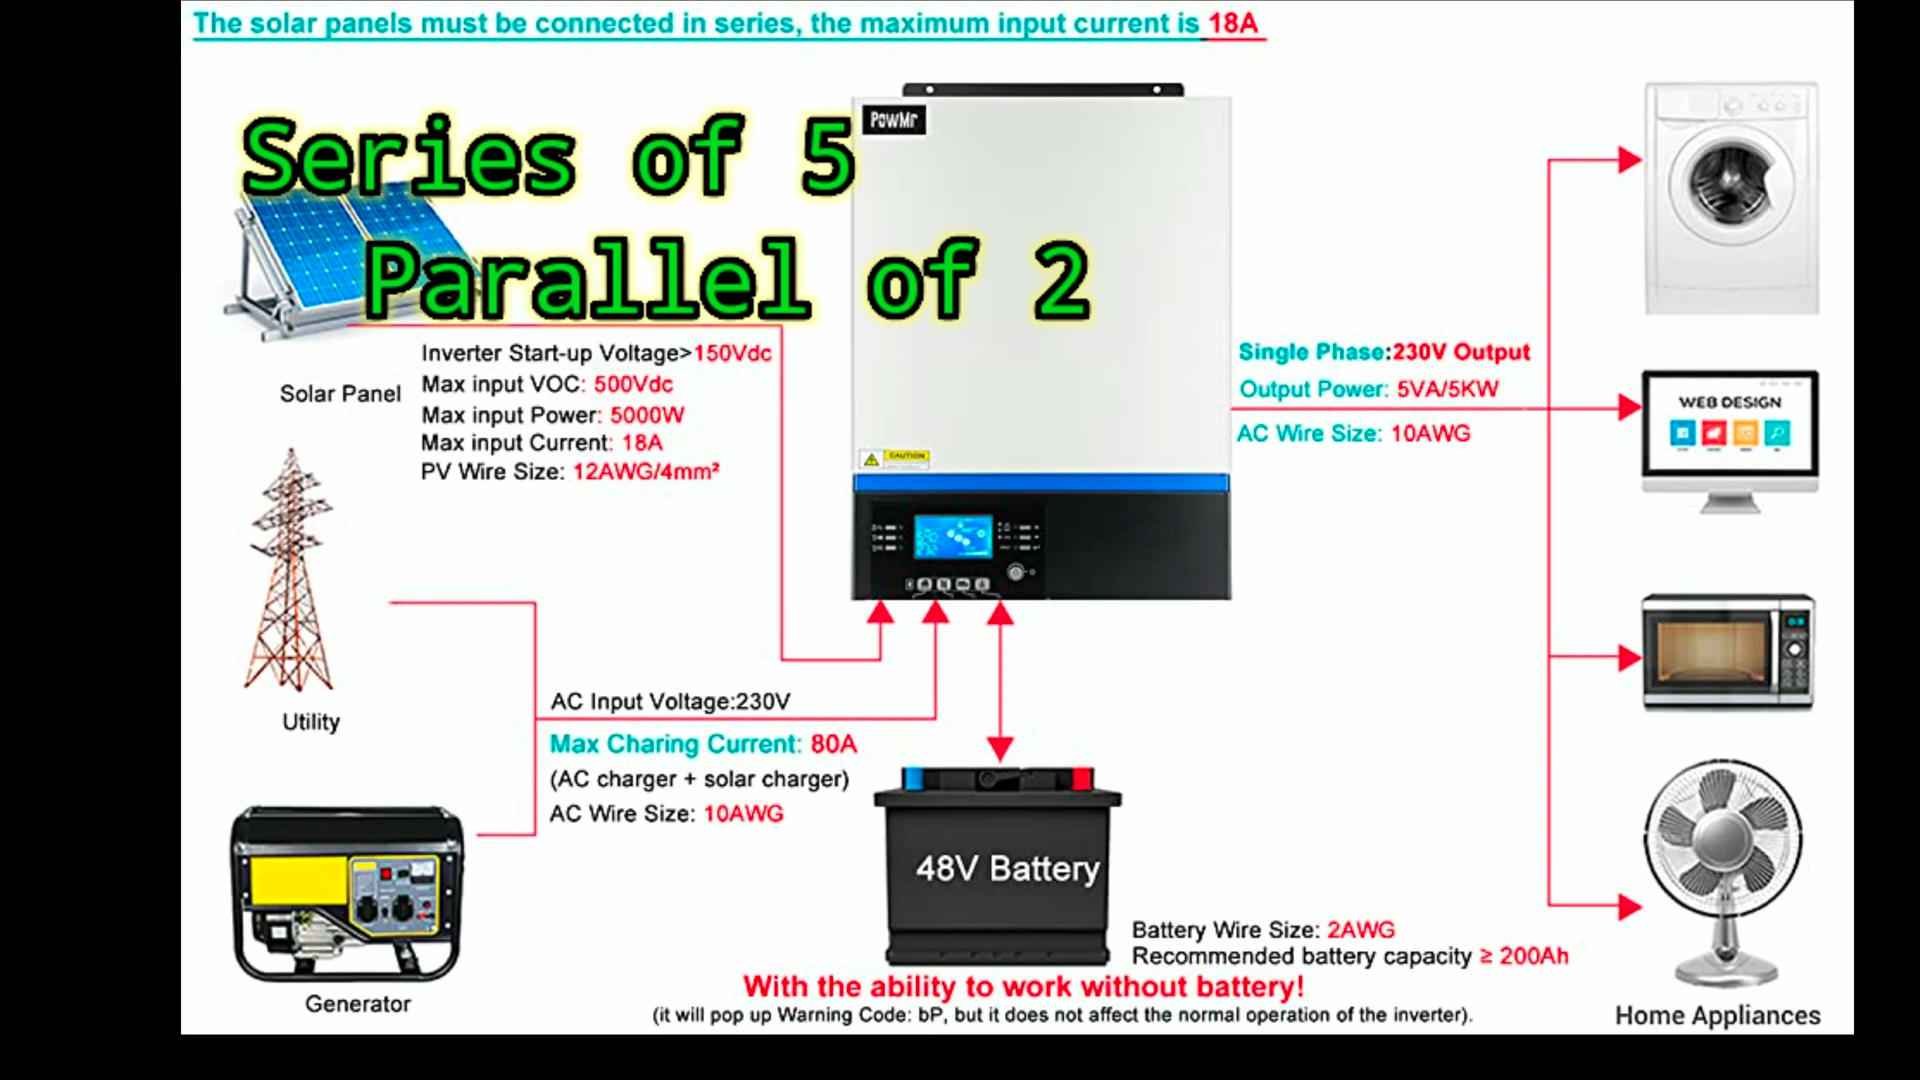 The solar panels must be connected in series, the maximum input current is 18A
PowMr
Series of 5
Parallel of 2
Inverter Start-up Voltage>150Vdc
Solar Panel
Max input VOC: 500Vdc
Max input Power: 5000W
Max input Current: 18A
PV Wire Size: 12AWG/4mm²
Single Phase:230V Output
Output Power: 5VA/5KW
AC Wire Size: 10AWG
WEB DESIGN
CAUTION
Utility
AC Input Voltage:230V
Max Charing Current: 80A
(AC charger + solar charger)
AC Wire Size: 10AWG
48V Battery
Generator
Battery Wire Size: 2AWG
Recommended battery capacity ≥ 200Ah
With the ability to work without battery!
(it will pop up Warning Code: bP, but it does not affect the normal operation of the inverter).
Home Appliances